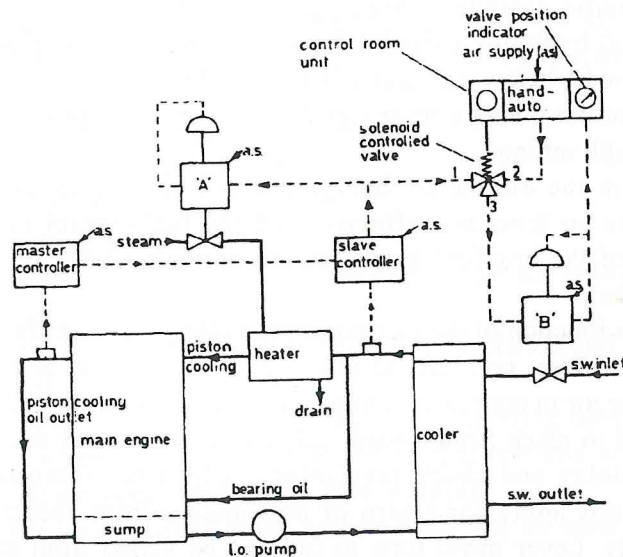 valve position
indicator
air supply (a.s)
control room
unit
hand-
auto
solenoid
controlled
valve
1
2
3
a.s.
'A'
steam
master
controller
a.s
slave
controller
a.s.
'B'
a.s.
s.w. inlet
piston
cooling
heater
drain
piston cooling
oil outlet
main engine
cooler
bearing oil
s.w. outlet
sump
l.o. pump